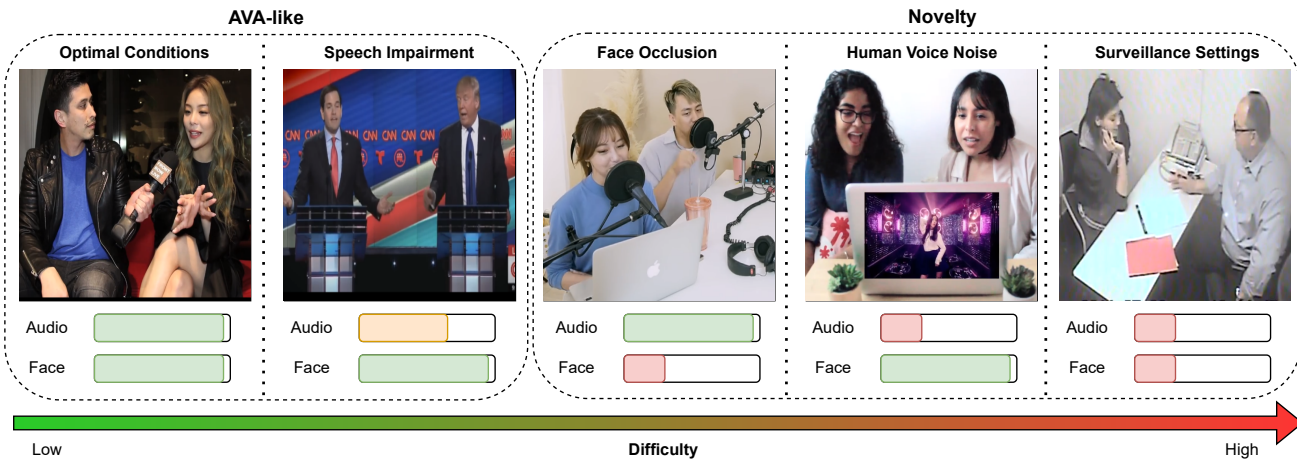 AVA-like
Novelty
Optimal Conditions
Speech Impairment
Face Occlusion
Human Voice Noise
Surveillance Settings
CNN CNN CNN CNN
Audio
Face
Audio
Face
Audio
Face
Audio
Face
Audio
Face
Low
Difficulty
High